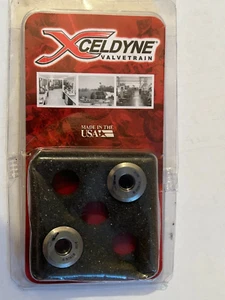 XCELDYNE
VALVETRAIN
MADE IN THE
USA